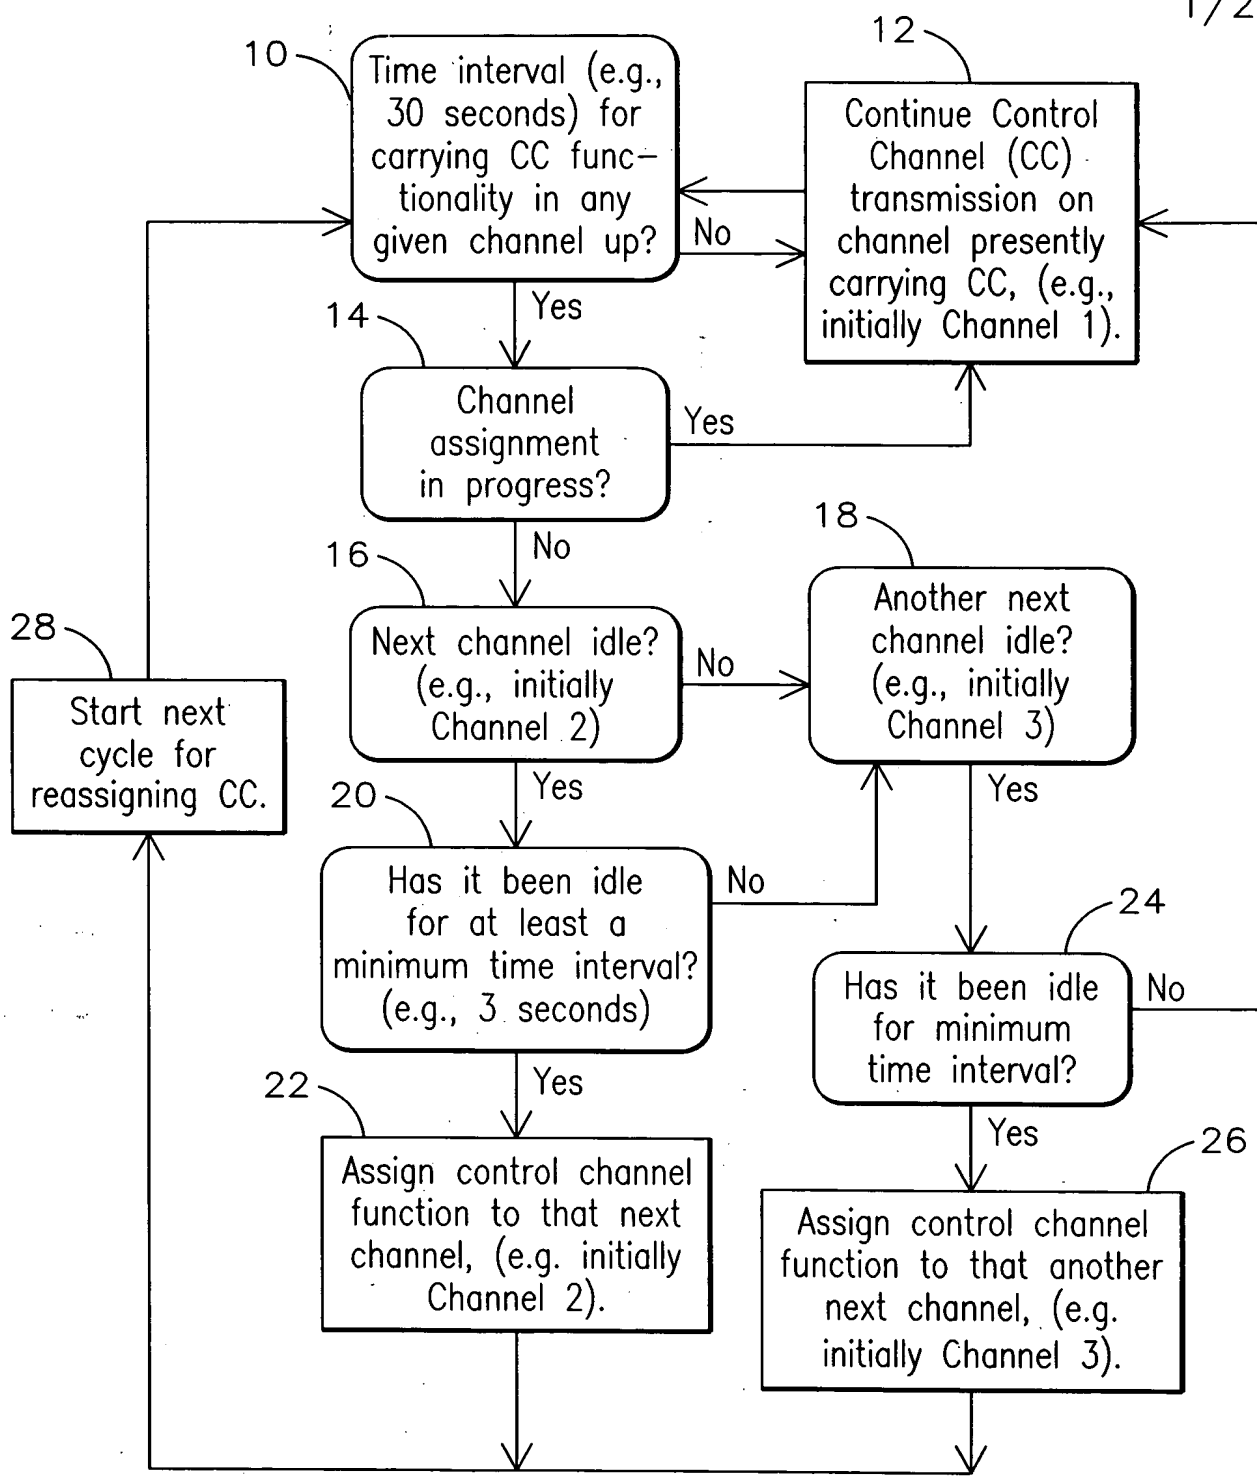 1/2
10
Time interval (e.g.,
30 seconds) for
carrying CC func-
tionality in any
given channel up?
12
Continue Control
Channel (CC)
transmission on
channel presently
carrying CC, (e.g.,
initially Channel 1).
No
Yes
14
Channel
assignment
in progress?
Yes
No
16
Next channel idle?
(e.g., initially
Channel 2)
No
18
Another next
channel idle?
(e.g., initially
Channel 3)
28
Start next
cycle for
reassigning CC.
Yes
Yes
20
Has it been idle
for at least a
minimum time interval?
(e.g., 3 seconds)
No
24
Has it been idle
for minimum
time interval?
No
Yes
22
Assign control channel
function to that next
channel, (e.g. initially
Channel 2).
Yes
26
Assign control channel
function to that another
next channel, (e.g.
initially Channel 3).